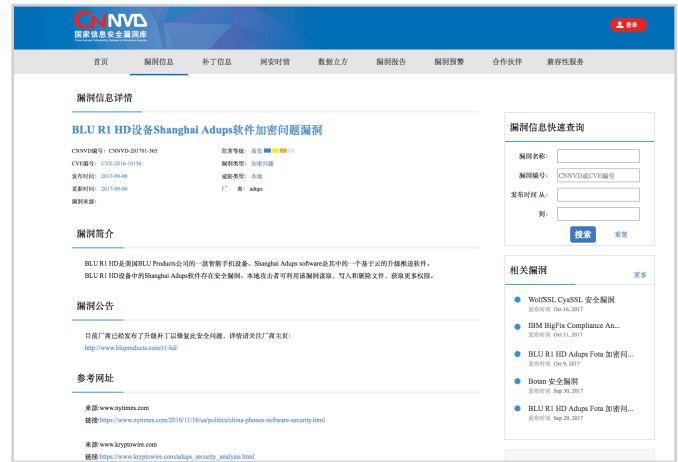 CNNVD
国家信息安全漏洞库
登录
首页 漏洞信息 补丁信息 网安时情 数据立方 漏洞报告 漏洞预警 合作伙伴 兼容性服务
漏洞信息详情
BLU R1 HD设备Shanghai Adups软件加密问题漏洞
CNNVD编号：CNNVD-201701-365 危害等级：高危
CVE编号：CVE-2016-10136 漏洞类型：加密问题
发布时间：2017-09-06 威胁类型：本地
更新时间：2017-09-06 厂 商：adups
漏洞来源：
漏洞简介
BLU R1 HD是美国BLU Products公司的一款智能手机设备。Shanghai Adups software是其中的一个基于云的升级推送软件。
BLU R1 HD设备中的Shanghai Adups软件存在安全漏洞。本地攻击者可利用该漏洞读取、写入和删除文件，获取更多权限。
漏洞公告
目前厂商已经发布了升级补丁以修复此安全问题，详情请关注厂商主页：
http://www.bluproducts.com/r1-hd/
参考网址
来源:www.nytimes.com
链接:https://www.nytimes.com/2016/11/16/us/politics/china-phones-software-security.html
来源:www.kryptowire.com
链接:https://www.kryptowire.com/adups_security_analysis.html
漏洞信息快速查询
漏洞名称：
漏洞编号： CNNVD或CVE编号
发布时间 从：
到：
搜索 重置
相关漏洞 更多
WolfSSL CyaSSL 安全漏洞
发布时间 Oct 16, 2017
IBM BigFix Compliance An...
发布时间 Oct 11, 2017
BLU R1 HD Adups Fota 加密问...
发布时间 Oct 9, 2017
Botan 安全漏洞
发布时间 Sep 30, 2017
BLU R1 HD Adups Fota 加密问...
发布时间 Sep 29, 2017